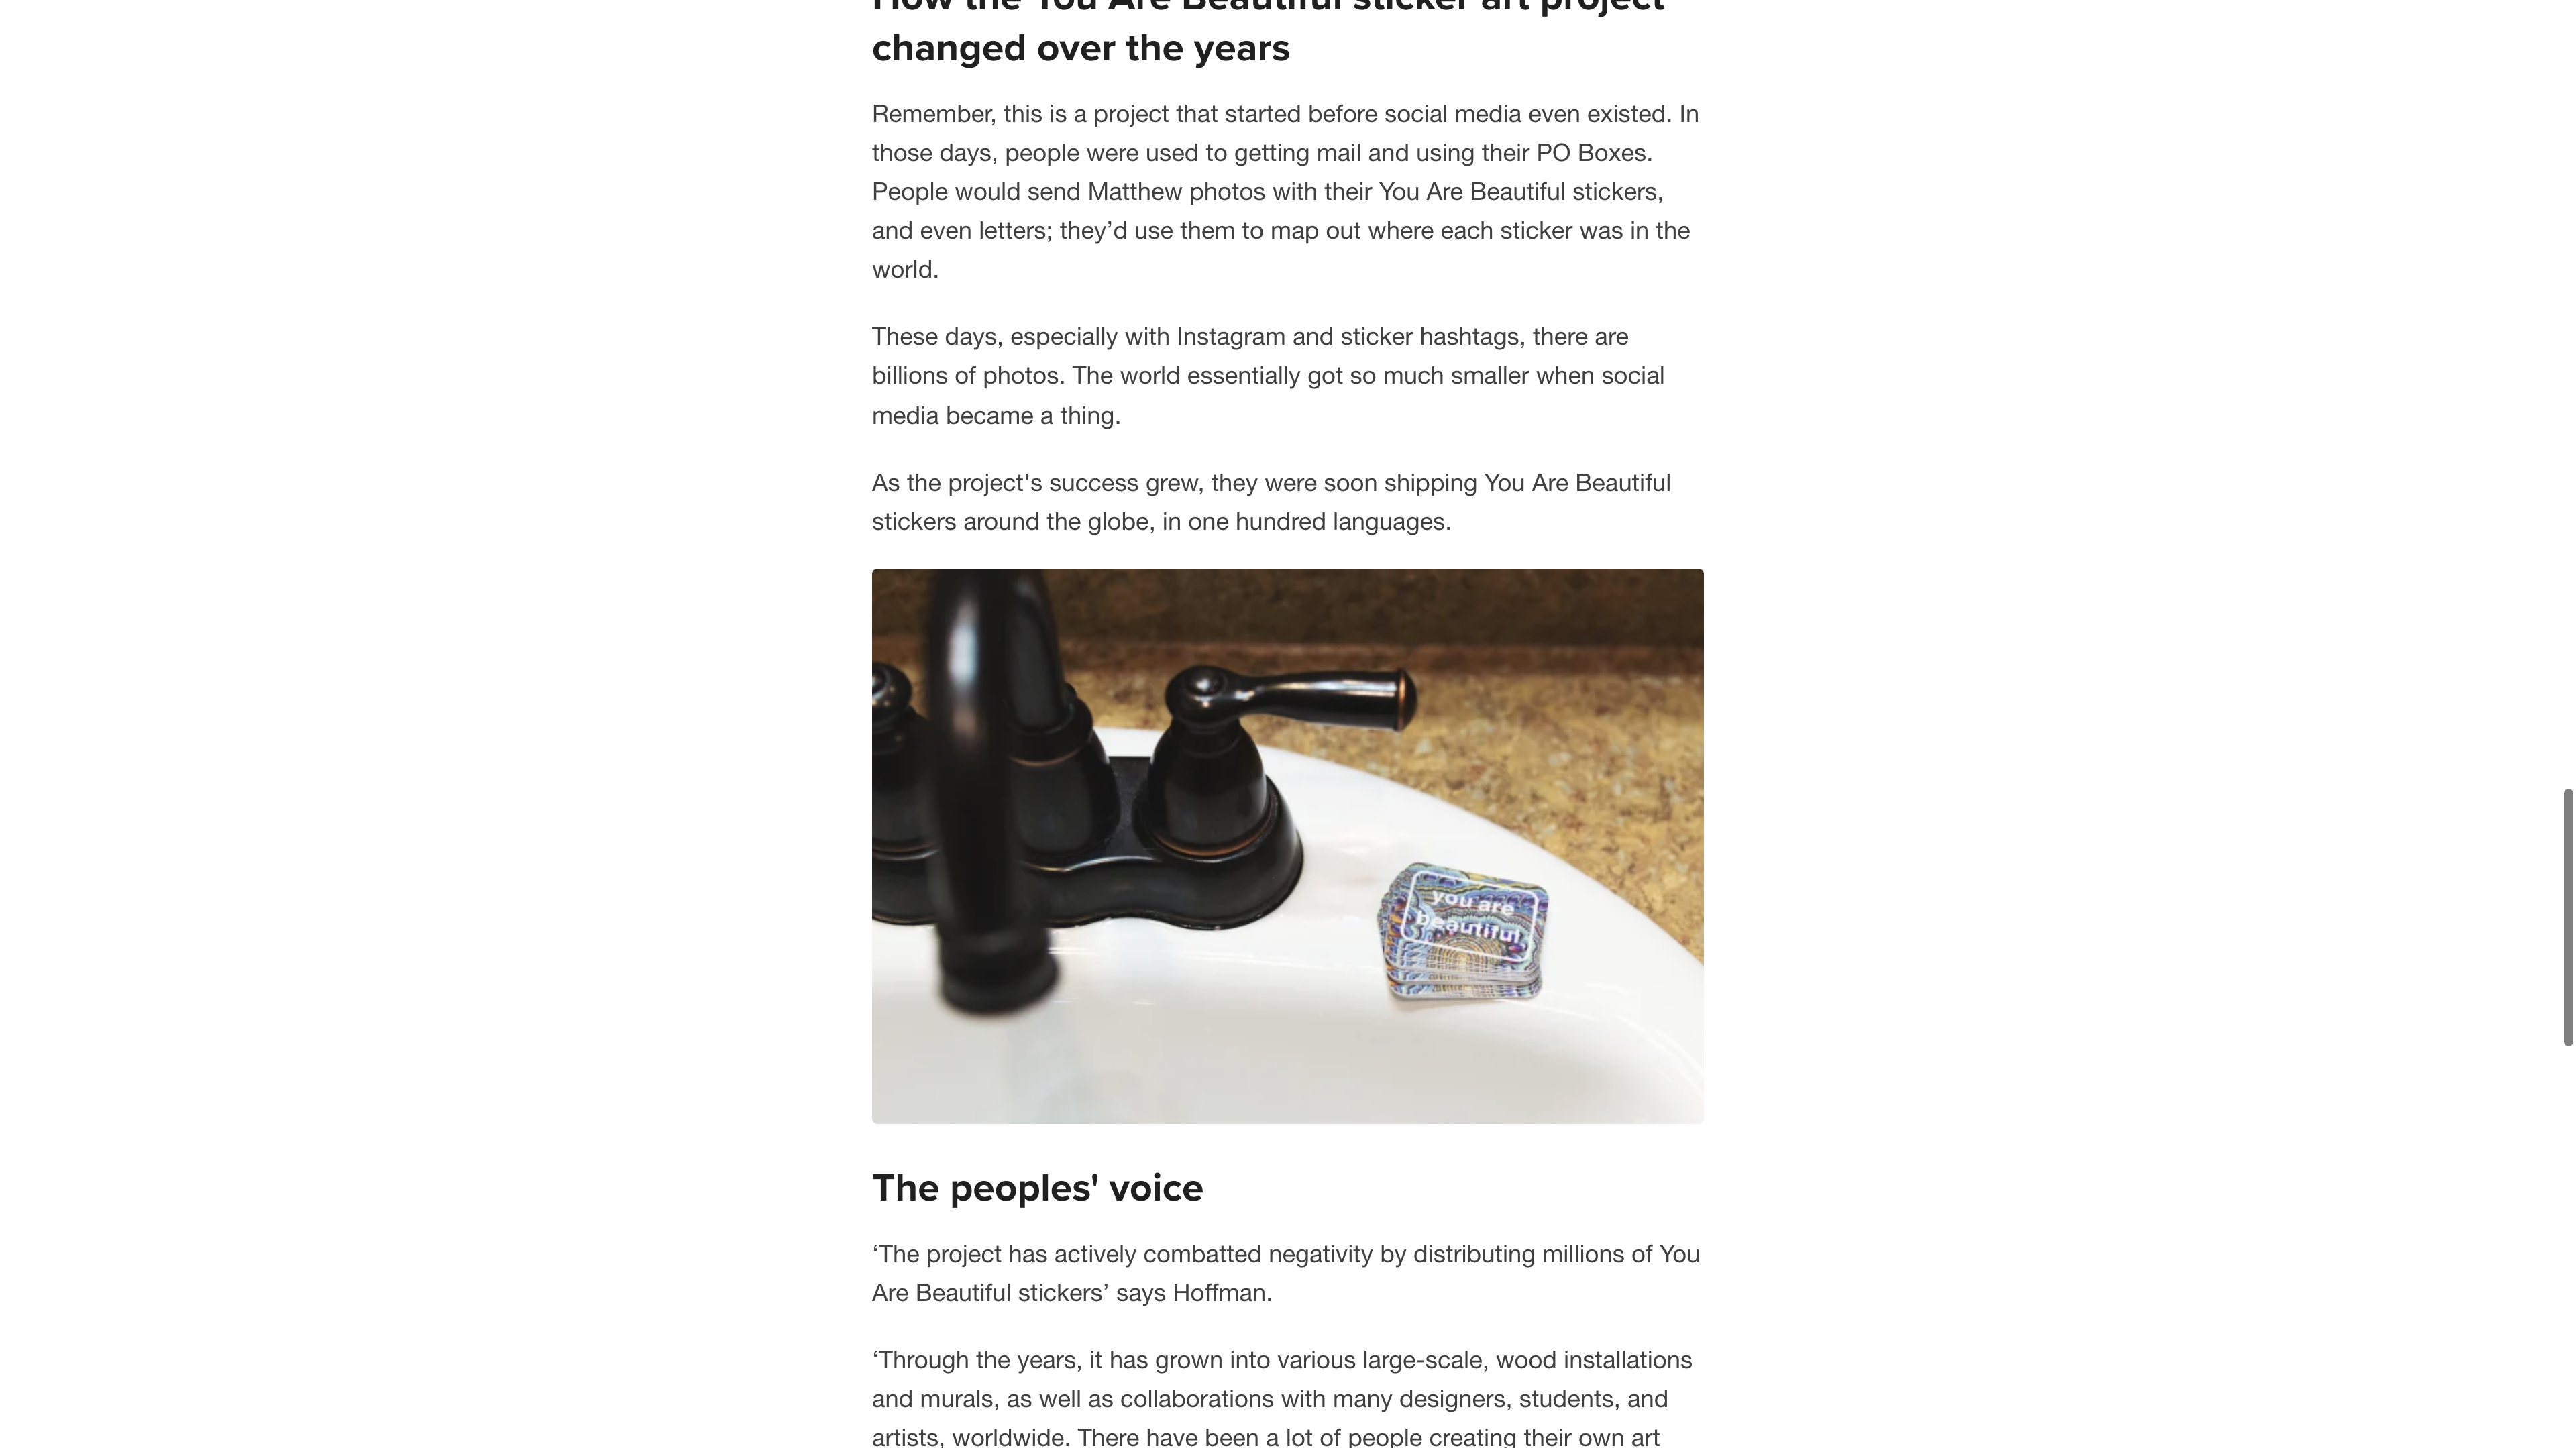 How the You Are Beautiful sticker art project
changed over the years
Remember, this is a project that started before social media even existed. In
those days, people were used to getting mail and using their PO Boxes.
People would send Matthew photos with their You Are Beautiful stickers,
and even letters; they’d use them to map out where each sticker was in the
world.
These days, especially with Instagram and sticker hashtags, there are
billions of photos. The world essentially got so much smaller when social
media became a thing.
As the project's success grew, they were soon shipping You Are Beautiful
stickers around the globe, in one hundred languages.
you are
beautiful
The peoples' voice
‘The project has actively combatted negativity by distributing millions of You
Are Beautiful stickers’ says Hoffman.
‘Through the years, it has grown into various large-scale, wood installations
and murals, as well as collaborations with many designers, students, and
artists, worldwide. There have been a lot of people creating their own art